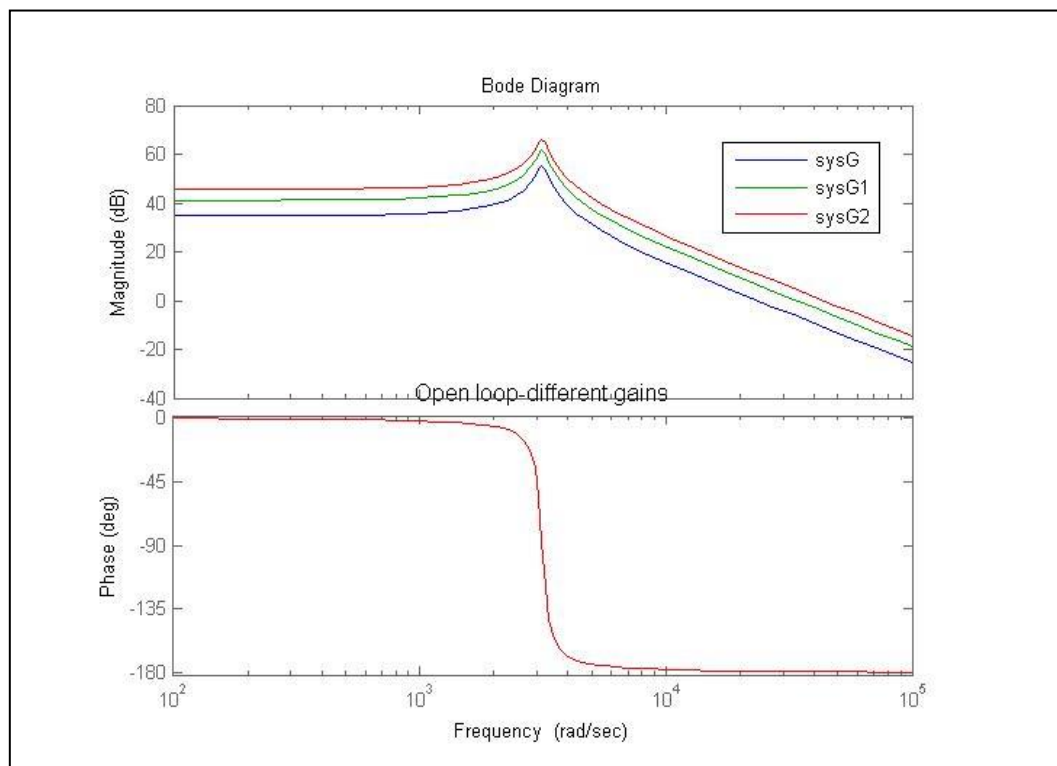 Bode Diagram
80
60
40
20
0
-20
-40
Magnitude (dB)
sysG
sysG1
sysG2
Open loop-different gains
0
-45
-90
-135
-180
Phase (deg)
10^2
10^3
10^4
10^5
Frequency (rad/sec)